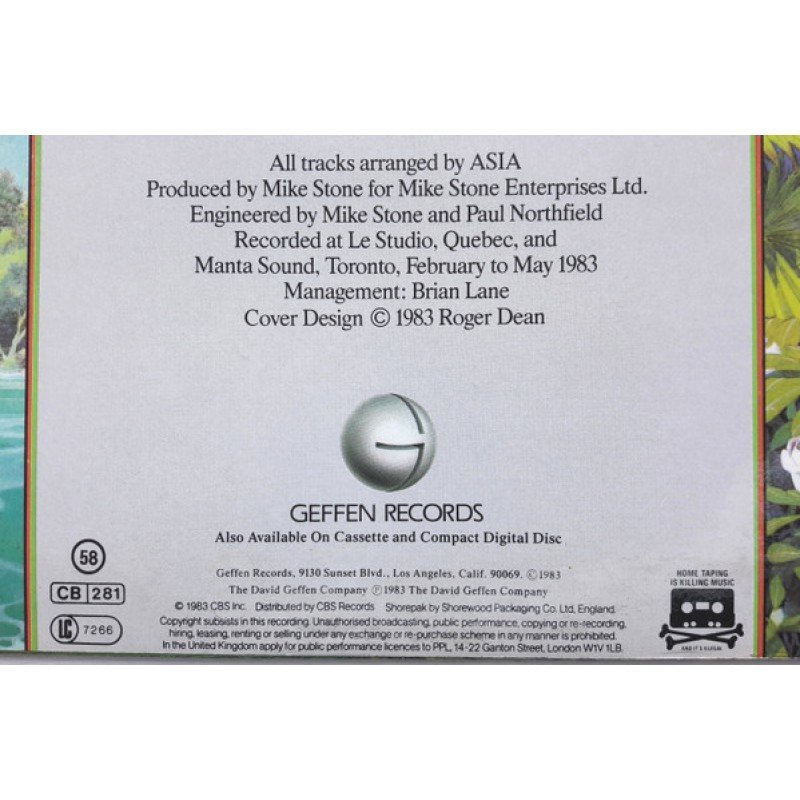 All tracks arranged by ASIA
Produced by Mike Stone for Mike Stone Enterprises Ltd.
Engineered by Mike Stone and Paul Northfield
Recorded at Le Studio, Quebec, and
Manta Sound, Toronto, February to May 1983
Management: Brian Lane
Cover Design © 1983 Roger Dean
GEFFEN RECORDS
Also Available On Cassette and Compact Digital Disc
58
CB 281
LC 7266
Geffen Records, 9130 Sunset Blvd., Los Angeles, Calif. 90069. ©1983
The David Geffen Company ℗1983 The David Geffen Company
© 1983 CBS Inc. Distributed by CBS Records Shorepak by Shorewood Packaging Co. Ltd, England.
Copyright subsists in this recording. Unauthorised broadcasting, public performance, copying or re-recording,
hiring, leasing, renting or selling under any exchange or re-purchase scheme in any manner is prohibited.
In the United Kingdom apply for public performance licences to PPL, 14-22 Ganton Street, London W1V 1LB.
HOME TAPING
IS KILLING MUSIC
AND IT'S ILLEGAL